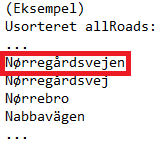 (Eksempel)
Usorteret allRoads:
...
Nørregårdsvejen
Nørregårdsvej
Nørrebro
Nabbavägen
...